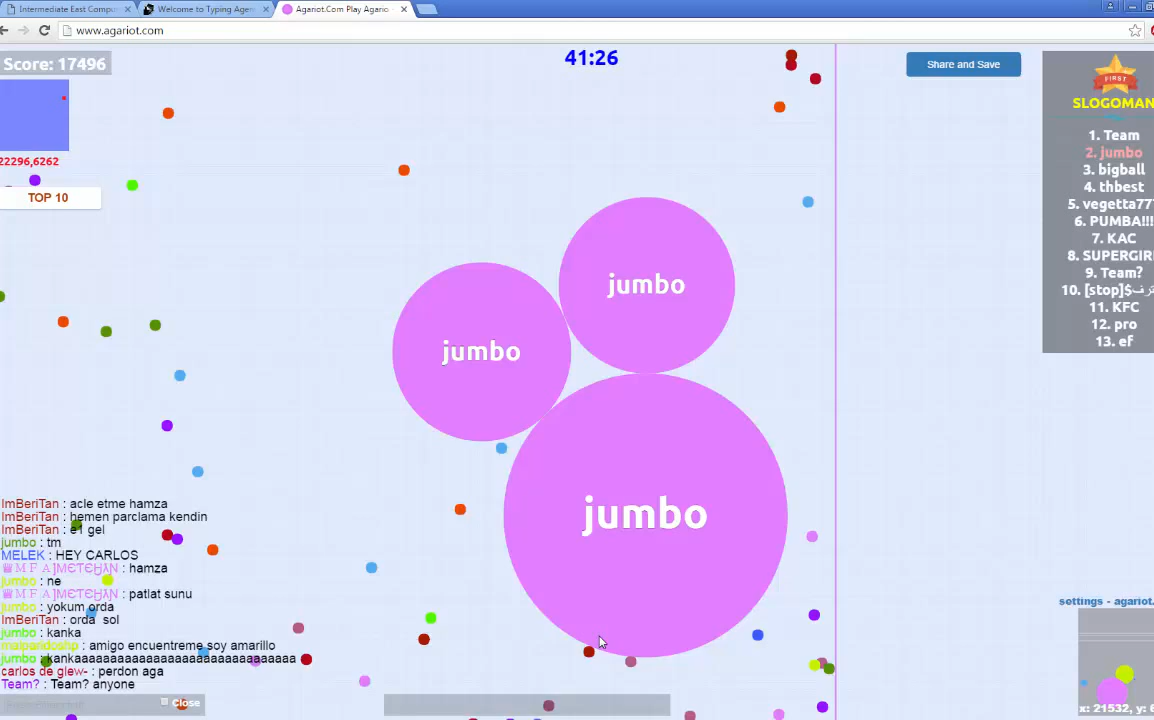 Intermediate East Compu
Welcome to Typing Agen
Agariot.Com Play Agario
www.agariot.com
Score: 17496
41:26
Share and Save
FIRST
SLOGOMAN
22296,6262
TOP 10
1. Team
2. jumbo
3. bigball
4. thbest
5. vegetta77
6. PUMBA!!!
7. KAC
8. SUPERGIR
9. Team?
10. [stop]$ترف
11. KFC
12. pro
13. ef
jumbo
jumbo
jumbo
ImBeriTan : acle etme hamza
ImBeriTan : hemen parclama kendin
ImBeriTan : e1 gel
jumbo : tm
MELEK : HEY CARLOS
: hamza
jumbo : ne
: patlat sunu
jumbo : yokum orda
ImBeriTan : orda sol
jumbo : kanka
: amigo encuentreme soy amarillo
jumbo : kankaaaaaaaaaaaaaaaaaaaaaaaaaaaaaaa
carlos de glew- : perdon aga
Team? : Team? anyone
Close
settings - agariot.
x: 21532, y: 6